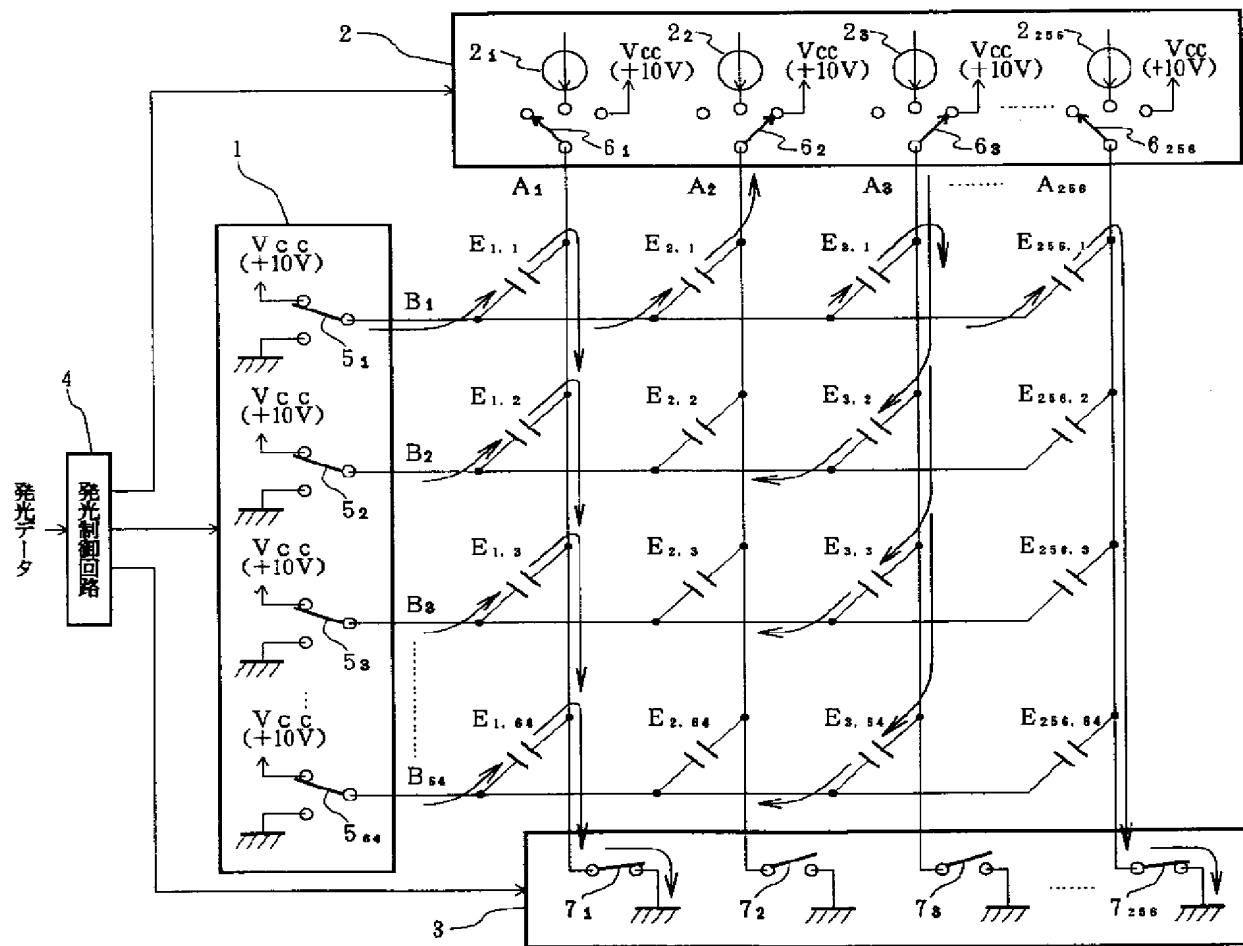 2
2₁
Vcc
(+10V)
2₂
Vcc
(+10V)
2₃
Vcc
(+10V)
2₂₅₆
Vcc
(+10V)
6₁
6₂
6₃
6₂₅₆
1
A₁
A₂
A₃
A₂₅₆
Vcc
(+10V)
B₁
5₁
E₁,₁
E₂,₁
E₃,₁
E₂₅₆,₁
4
Vcc
(+10V)
B₂
5₂
E₁,₂
E₂,₂
E₃,₂
E₂₅₆,₂
発光データ
発光制御回路
Vcc
(+10V)
B₃
5₃
E₁,₃
E₂,₃
E₃,₃
E₂₅₆,₃
Vcc
(+10V)
B₆₄
5₆₄
E₁,₆₄
E₂,₆₄
E₃,₆₄
E₂₅₆,₆₄
7₁
7₂
7₃
7₂₅₆
3